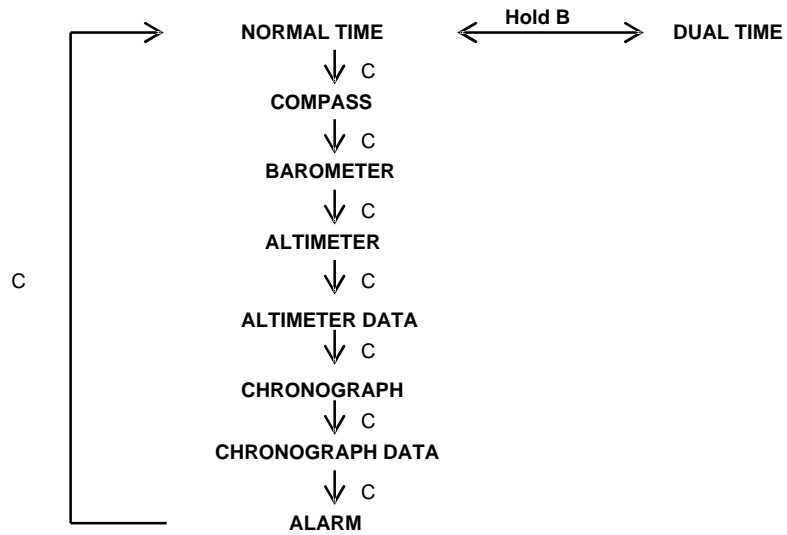 Hold B
NORMAL TIME DUAL TIME
C
COMPASS
C
BAROMETER
C
ALTIMETER
C
C
ALTIMETER DATA
C
CHRONOGRAPH
C
CHRONOGRAPH DATA
C
ALARM